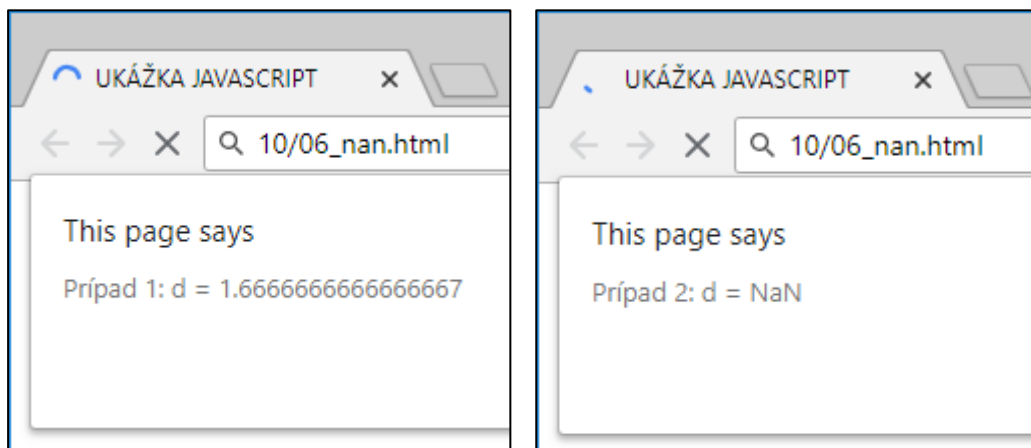 UKÁŽKA JAVASCRIPT
10/06_nan.html
This page says
Prípad 1: d = 1.6666666666666667
UKÁŽKA JAVASCRIPT
10/06_nan.html
This page says
Prípad 2: d = NaN